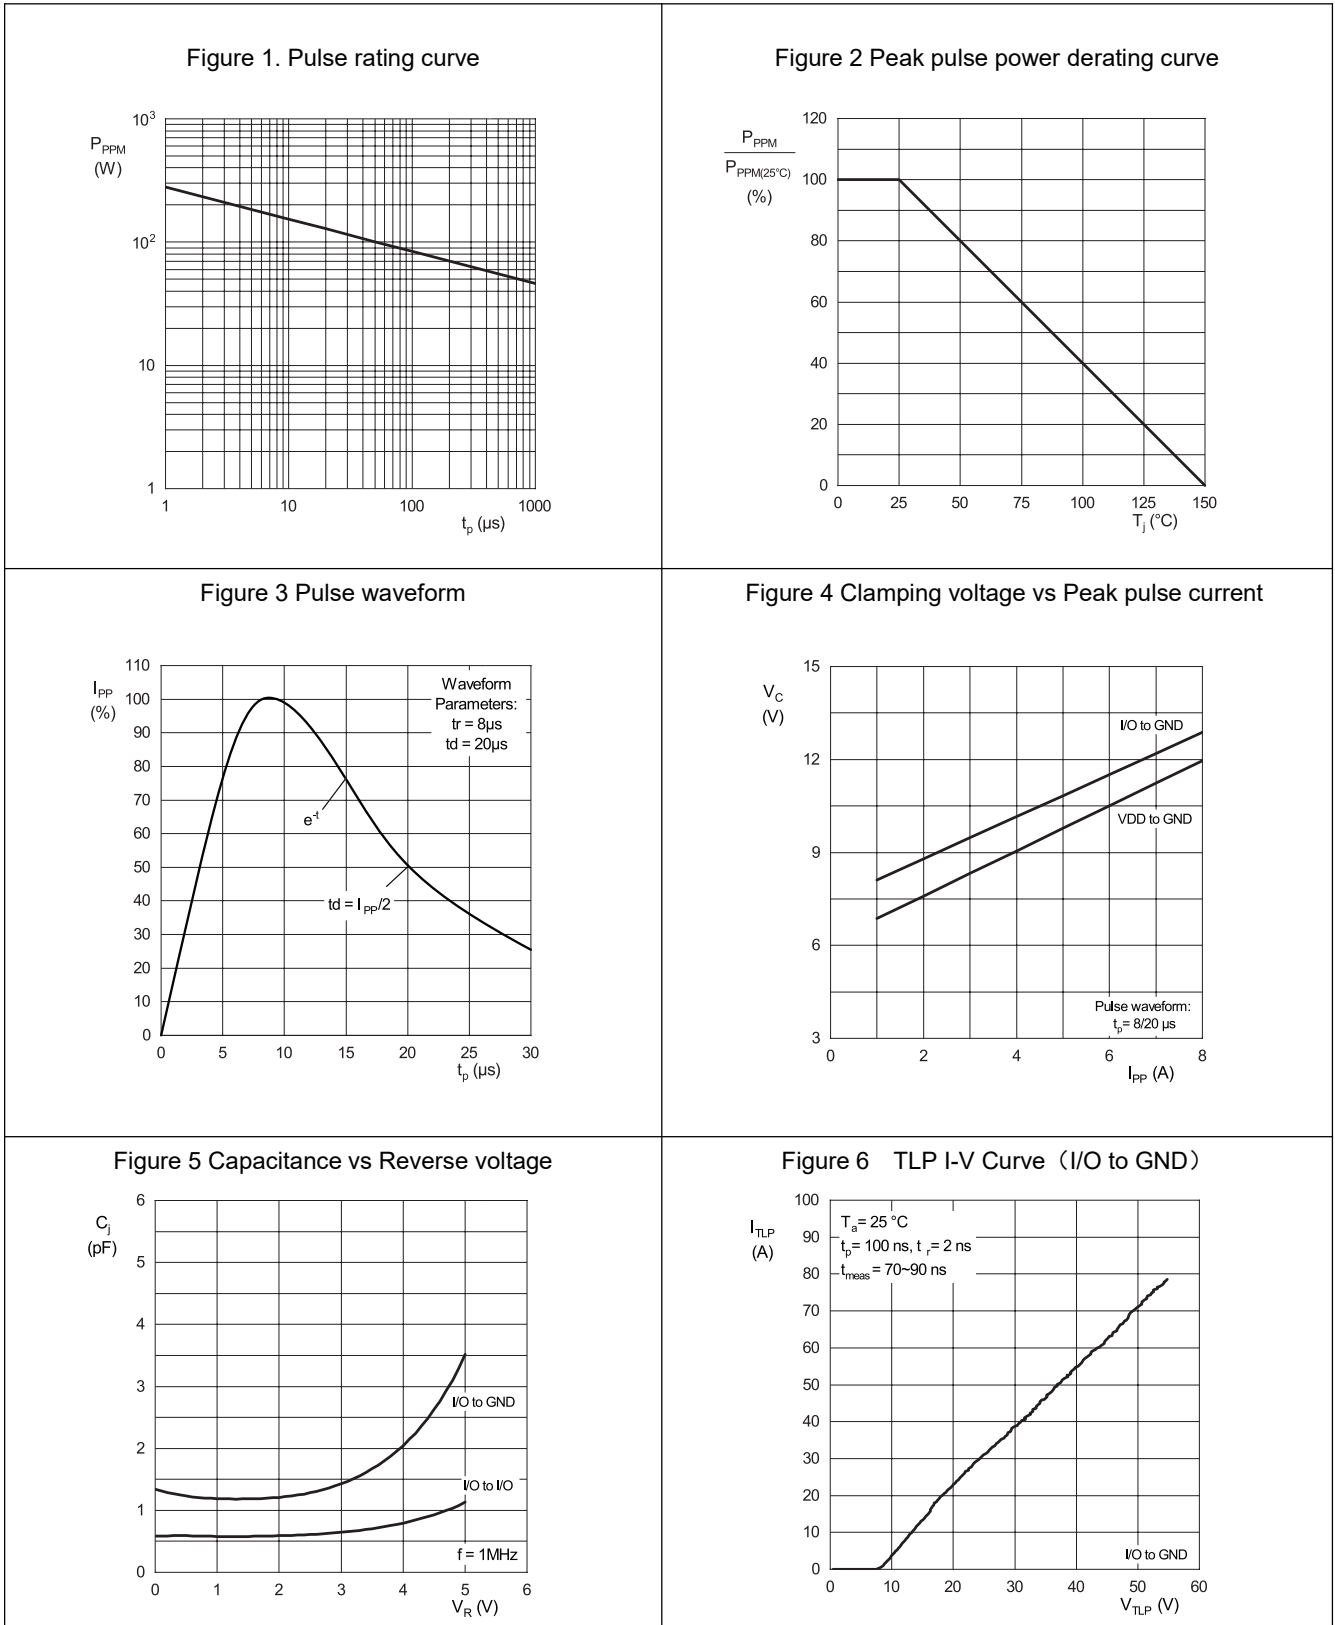 Figure 1. Pulse rating curve
P_PPM
(W)
10³
10²
10
1
1 10 100 1000
t_p (µs)
Figure 2 Peak pulse power derating curve
P_PPM
P_PPM(25°C)
(%)
120
100
80
60
40
20
0
0 25 50 75 100 125 150
T_j (°C)
Figure 3 Pulse waveform
I_PP
(%)
110
100
90
80
70
60
50
40
30
20
10
0
Waveform
Parameters:
tr = 8µs
td = 20µs
e^-t
td = I_PP/2
0 5 10 15 20 25 30
t_p (µs)
Figure 4 Clamping voltage vs Peak pulse current
V_C
(V)
15
12
9
6
3
I/O to GND
VDD to GND
Pulse waveform:
t_p= 8/20 µs
0 2 4 6 8
I_PP (A)
Figure 5 Capacitance vs Reverse voltage
C_j
(pF)
6
5
4
3
2
1
0
I/O to GND
I/O to I/O
f = 1MHz
0 1 2 3 4 5 6
V_R (V)
Figure 6 TLP I-V Curve（I/O to GND）
I_TLP
(A)
100
90
80
70
60
50
40
30
20
10
0
T_a= 25 °C
t_p= 100 ns, t_r= 2 ns
t_meas = 70~90 ns
I/O to GND
0 10 20 30 40 50 60
V_TLP (V)